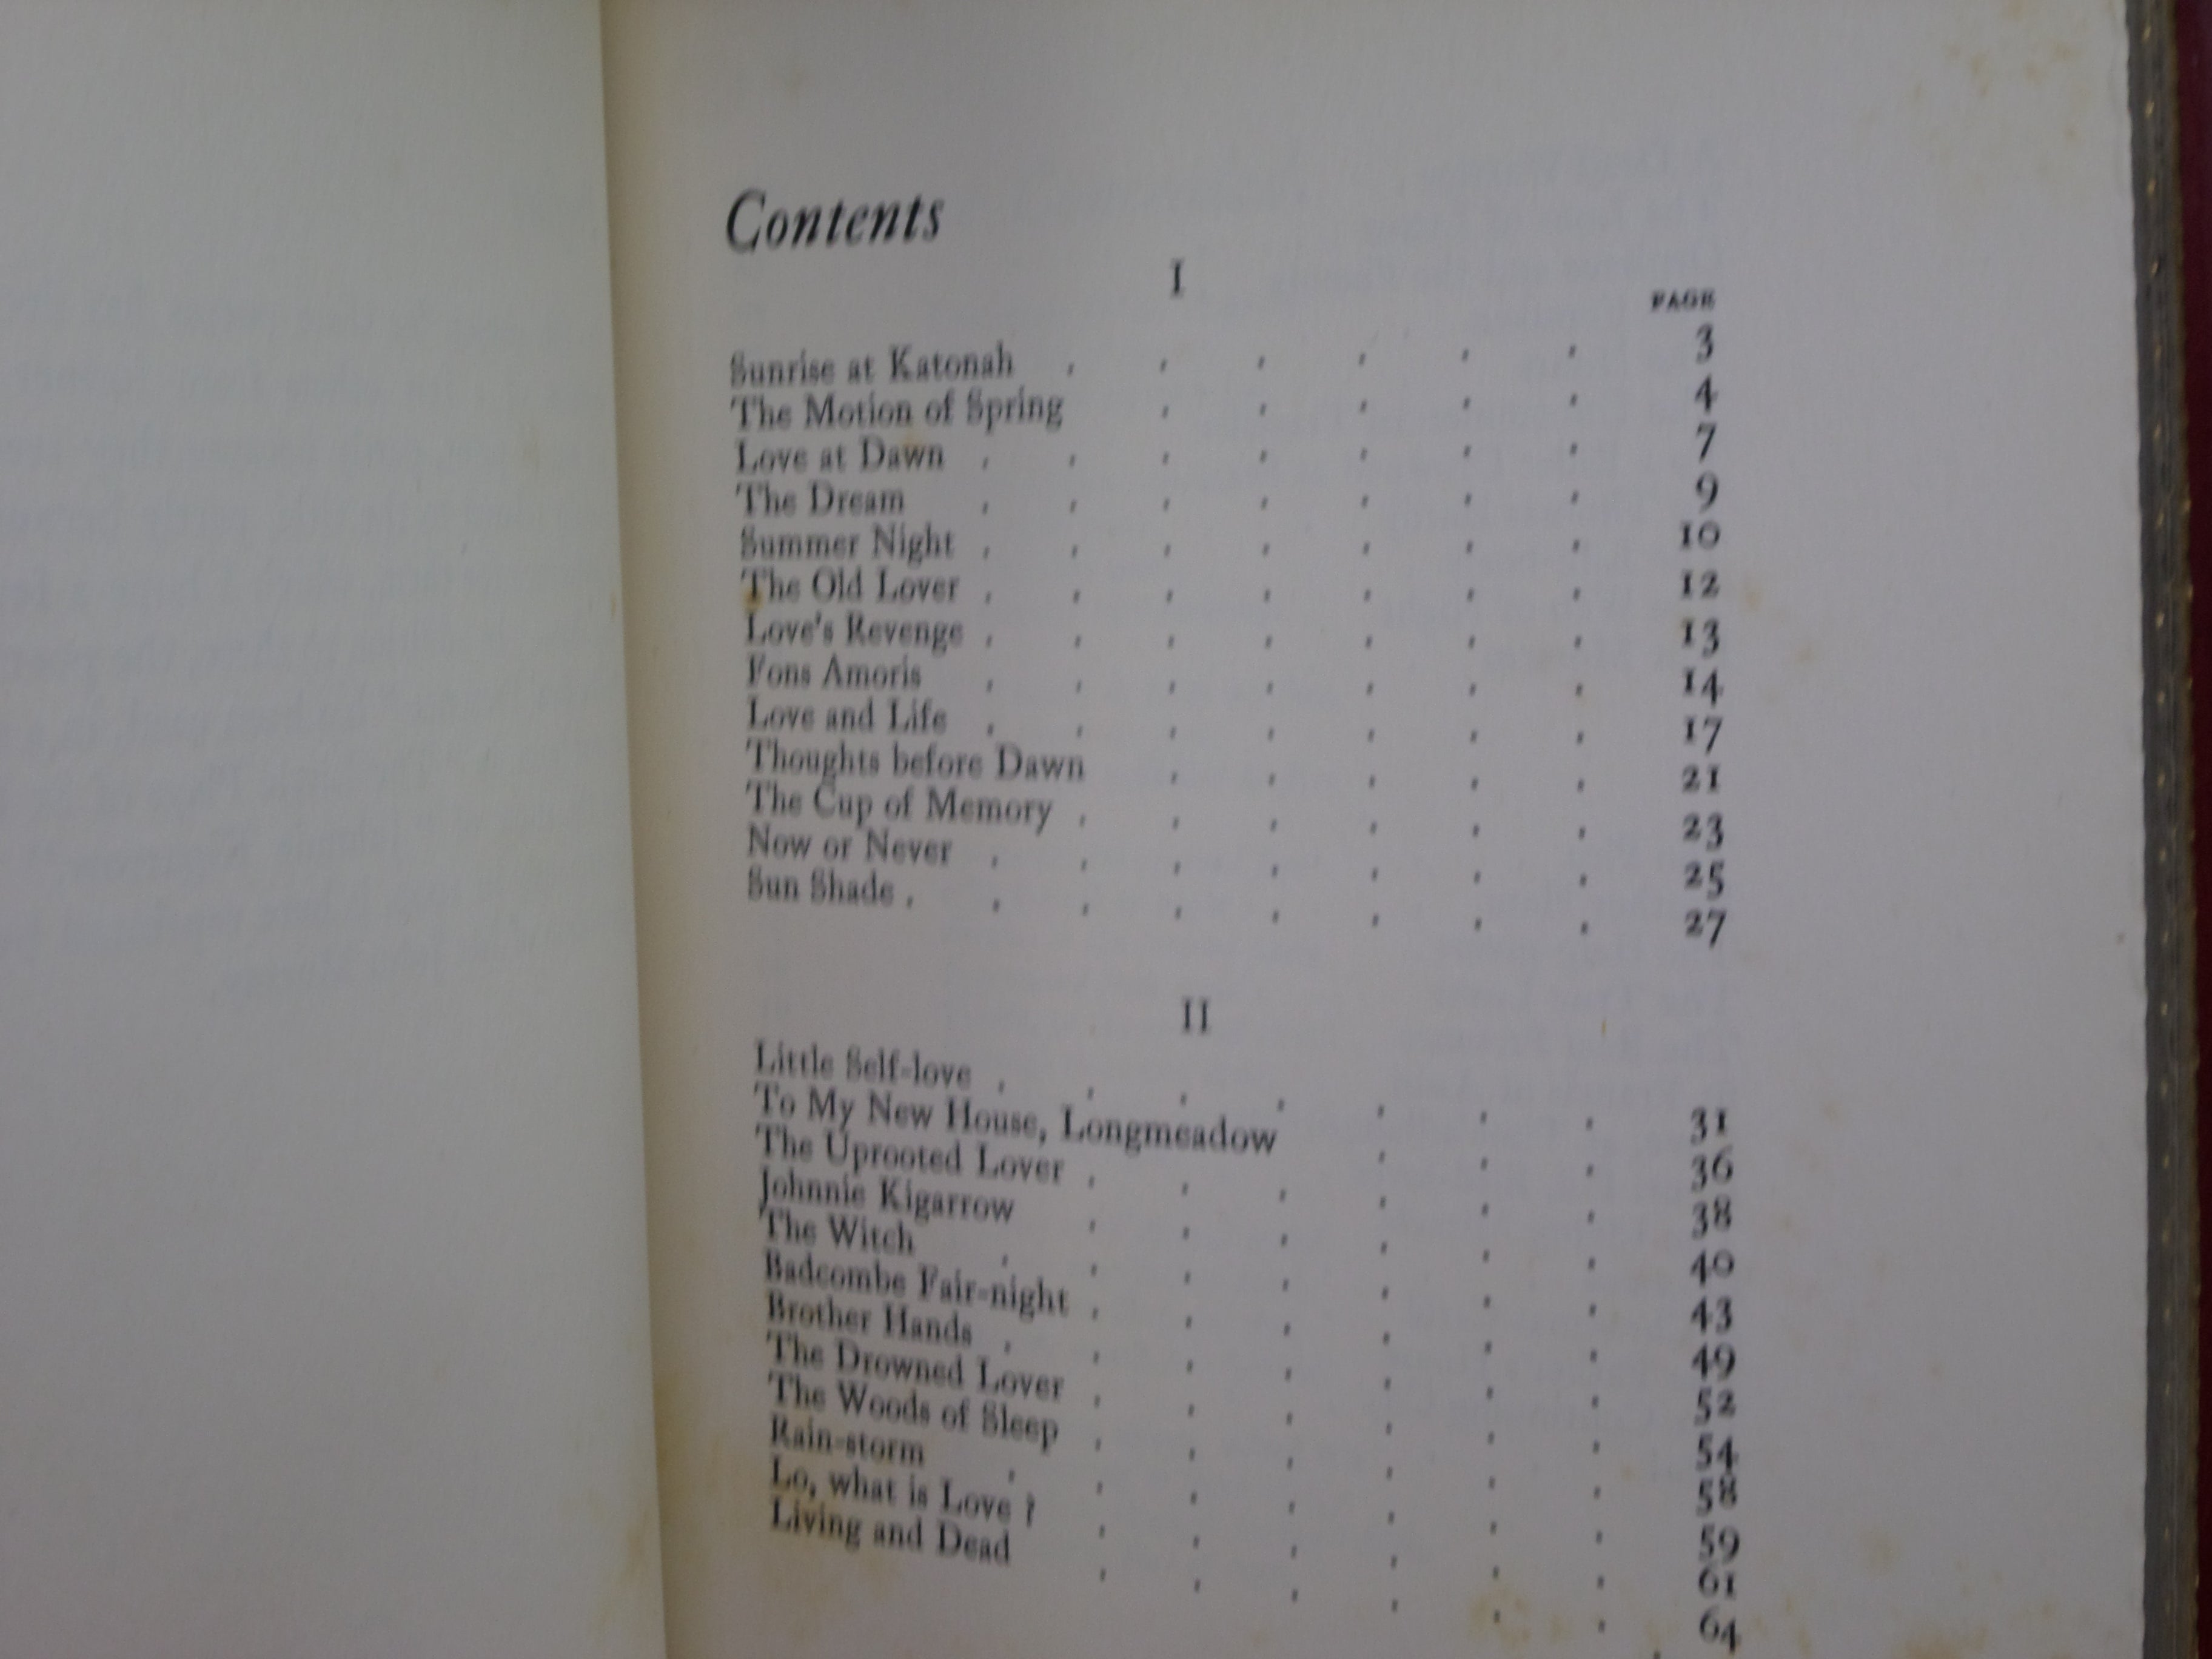 Contents
I
PAGE
Sunrise at Katonah . . . . . . 3
The Motion of Spring . . . . . 4
Love at Dawn . . . . . . . 7
The Dream . . . . . . . 9
Summer Night . . . . . . . 10
The Old Lover . . . . . . . 12
Love's Revenge . . . . . . . 13
Fons Amoris . . . . . . . 14
Love and Life . . . . . . . 17
Thoughts before Dawn . . . . . 21
The Cup of Memory . . . . . . 23
Now or Never . . . . . . . 25
Sun Shade . . . . . . . . 27
II
Little Self-love . . . . . . . 31
To My New House, Longmeadow . . . 36
The Uprooted Lover . . . . . . 38
Johnnie Kigarrow . . . . . . 40
The Witch . . . . . . . 43
Badcombe Fair-night . . . . . . 49
Brother Hands . . . . . . . 52
The Drowned Lover . . . . . . 54
The Woods of Sleep . . . . . . 58
Rain-storm . . . . . . . 59
Lo, what is Love ? . . . . . . 61
Living and Dead . . . . . . 64